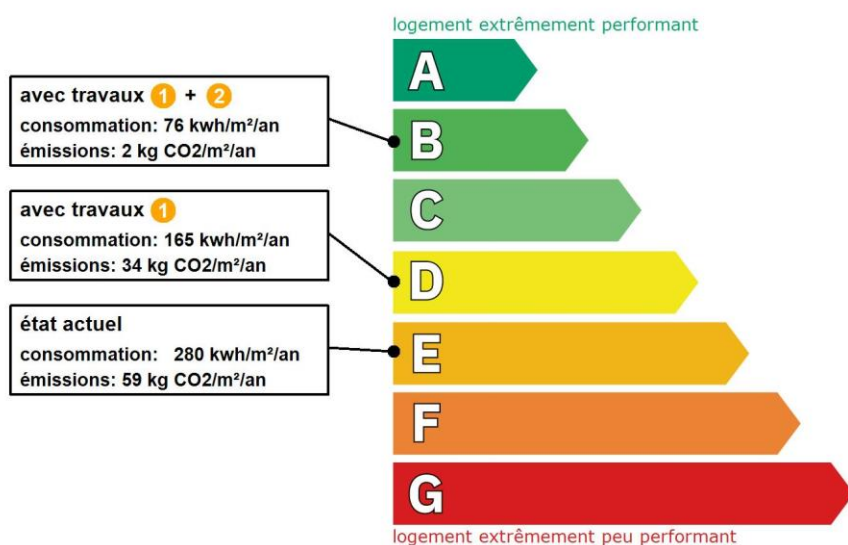 logement extrêmement performant
A
avec travaux 1 + 2
consommation: 76 kwh/m²/an
émissions: 2 kg CO2/m²/an
B
avec travaux 1
consommation: 165 kwh/m²/an
émissions: 34 kg CO2/m²/an
C
D
état actuel
consommation: 280 kwh/m²/an
émissions: 59 kg CO2/m²/an
E
F
G
logement extrêmement peu performant